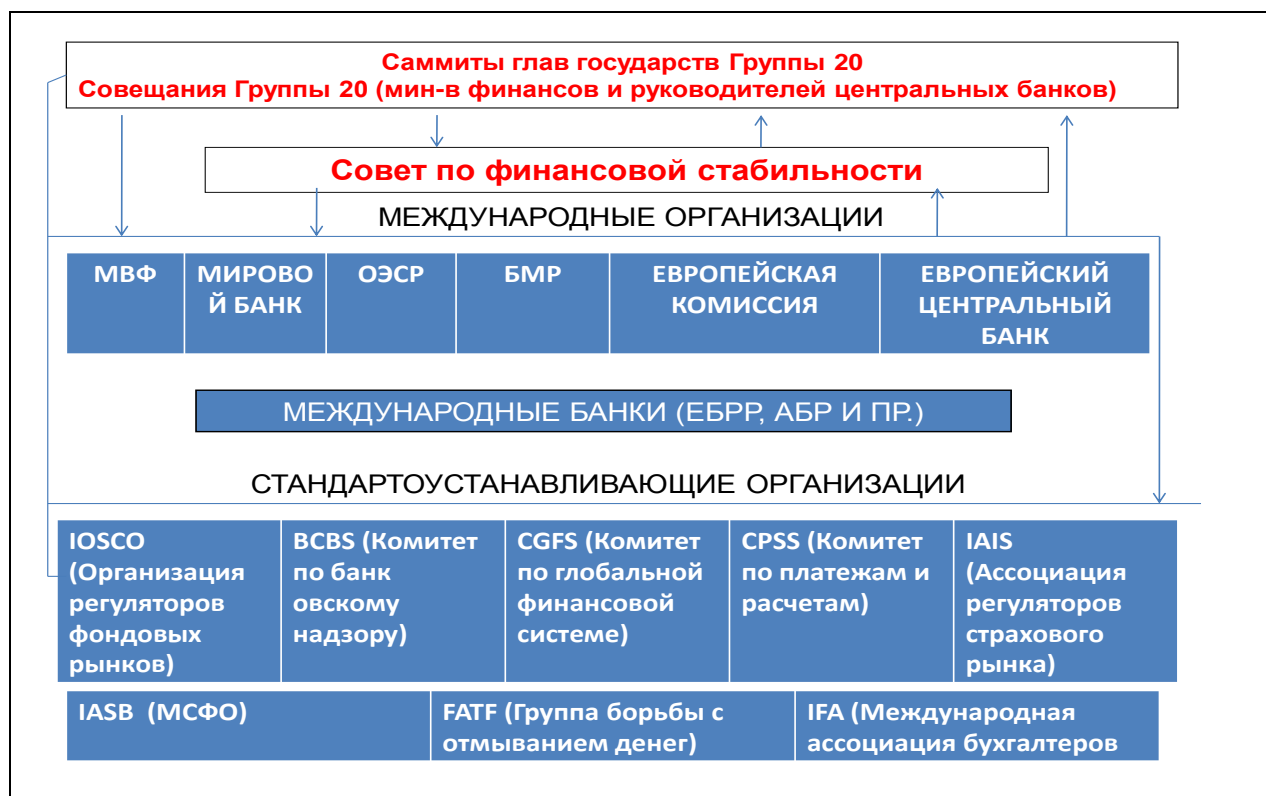 Саммиты глав государств Группы 20
Совещания Группы 20 (мин-в финансов и руководителей центральных банков)
Совет по финансовой стабильности
МЕЖДУНАРОДНЫЕ ОРГАНИЗАЦИИ
МВФ
МИРОВО
Й БАНК
ОЭСР
БМР
ЕВРОПЕЙСКАЯ
КОМИССИЯ
ЕВРОПЕЙСКИЙ
ЦЕНТРАЛЬНЫЙ
БАНК
МЕЖДУНАРОДНЫЕ БАНКИ (ЕБРР, АБР И ПР.)
СТАНДАРТОУСТАНАВЛИВАЮЩИЕ ОРГАНИЗАЦИИ
IOSCO
(Организация
регуляторов
фондовых
рынков)
BCBS (Комитет
по банк
овскому
надзору)
CGFS (Комитет
по глобальной
финансовой
системе)
CPSS (Комитет
по платежам и
расчетам)
IAIS
(Ассоциация
регуляторов
страхового
рынка)
IASB (МСФО)
FATF (Группа борьбы с
отмыванием денег)
IFA (Международная
ассоциация бухгалтеров